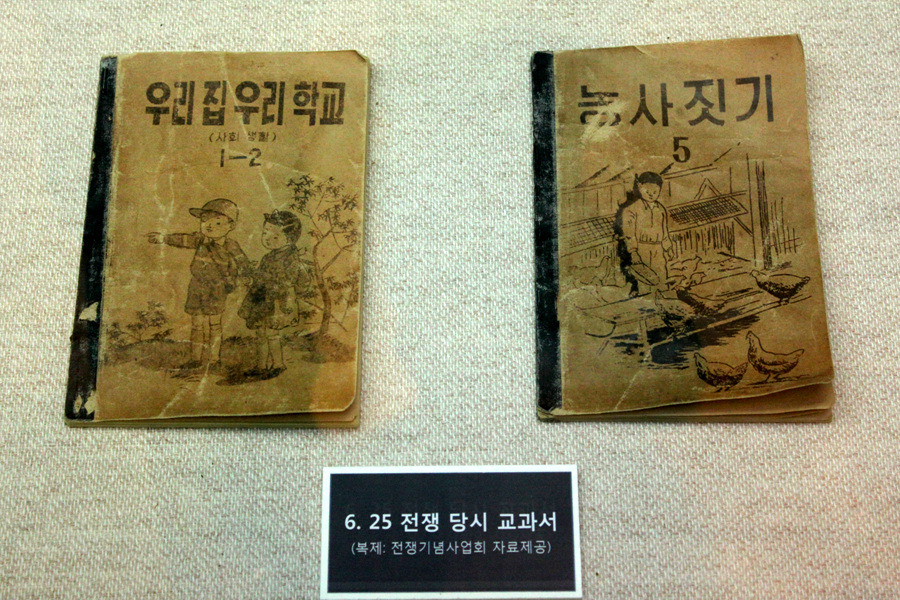 우리 집 우리 학교
(사회 생활)
1-2
농사짓기
5
6. 25 전쟁 당시 교과서
(복제: 전쟁기념사업회 자료제공)